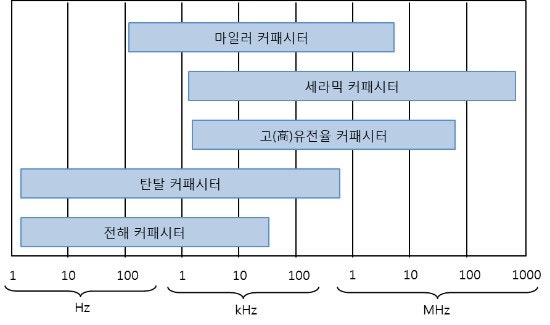 마일러 커패시터
세라믹 커패시터
고(高)유전율 커패시터
탄탈 커패시터
전해 커패시터
1 10 100 1 10 100 1 10 100 1000
Hz kHz MHz